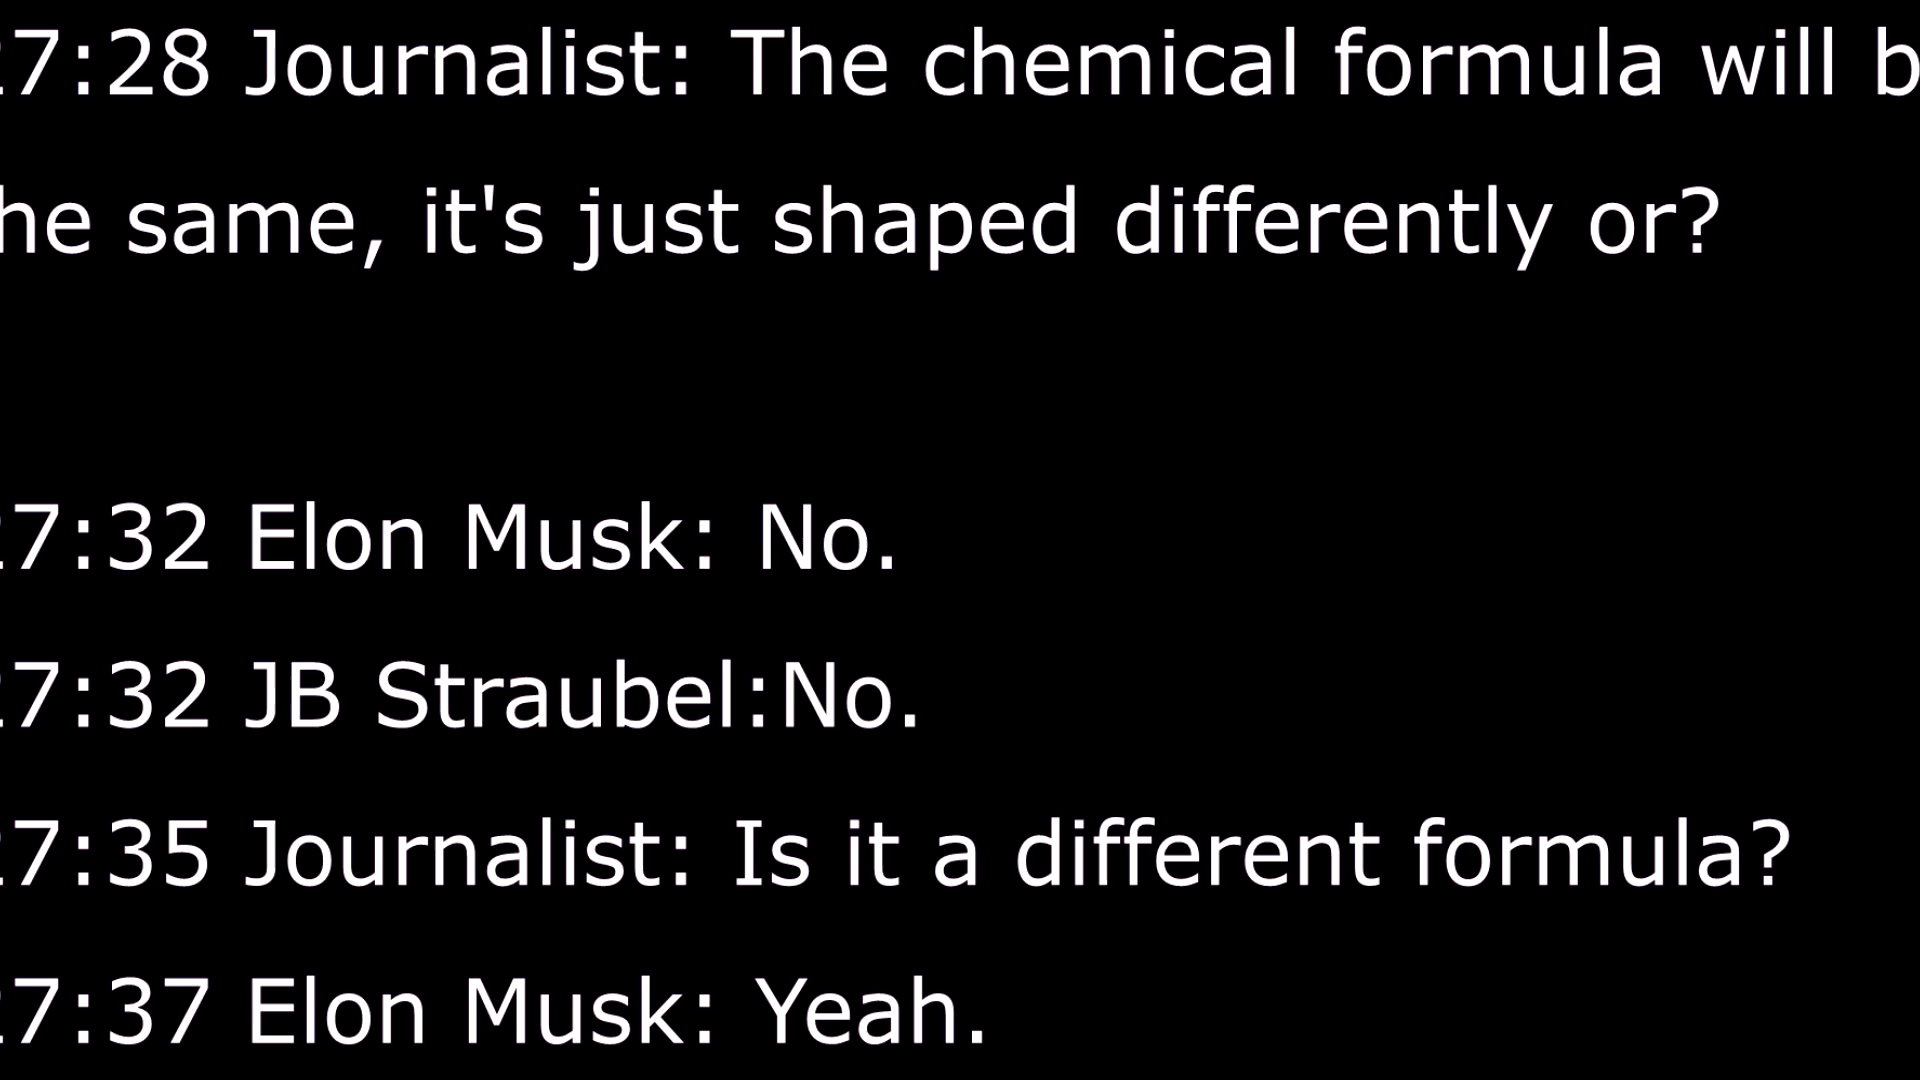 7:28 Journalist: The chemical formula will b
he same, it's just shaped differently or?
7:32 Elon Musk: No.
7:32 JB Straubel:No.
7:35 Journalist: Is it a different formula?
7:37 Elon Musk: Yeah.